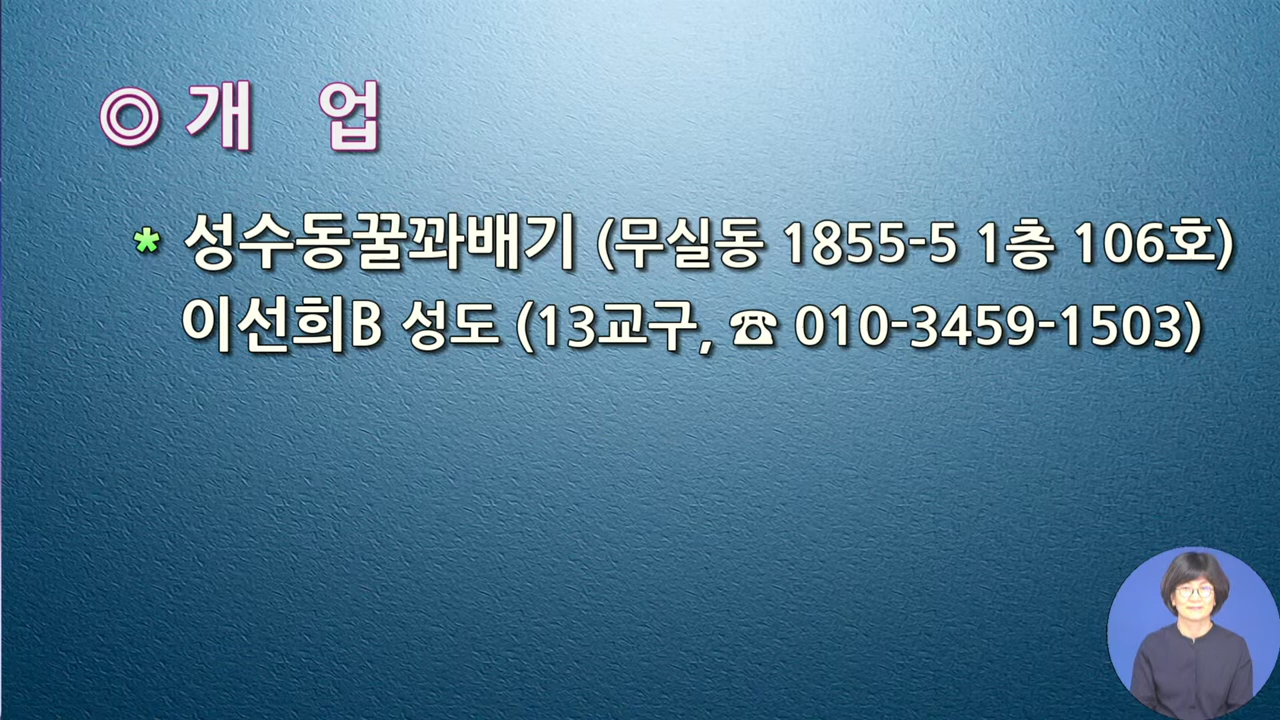 ◎ 개 업
* 성수동꿀꽈배기 (무실동 1855-5 1층 106호)
이선희B 성도 (13교구, ☎ 010-3459-1503)